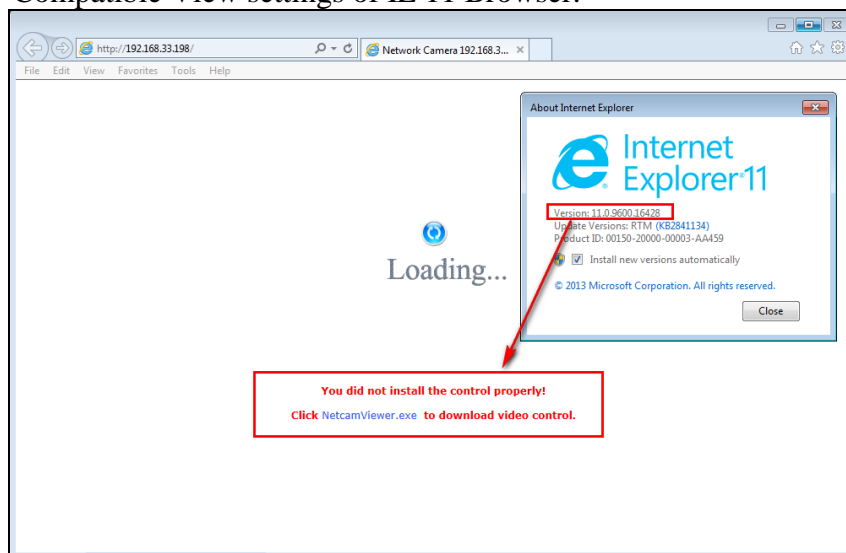 Compatible View settings of IE 11 Browser.
http://192.168.33.198/
Network Camera 192.168.3...
File Edit View Favorites Tools Help
About Internet Explorer
Internet
Explorer 11
Version: 11.0.9600.16428
Update Versions: RTM (KB2841134)
Product ID: 00150-20000-00003-AA459
Install new versions automatically
© 2013 Microsoft Corporation. All rights reserved.
Close
Loading...
You did not install the control properly!
Click NetcamViewer.exe to download video control.